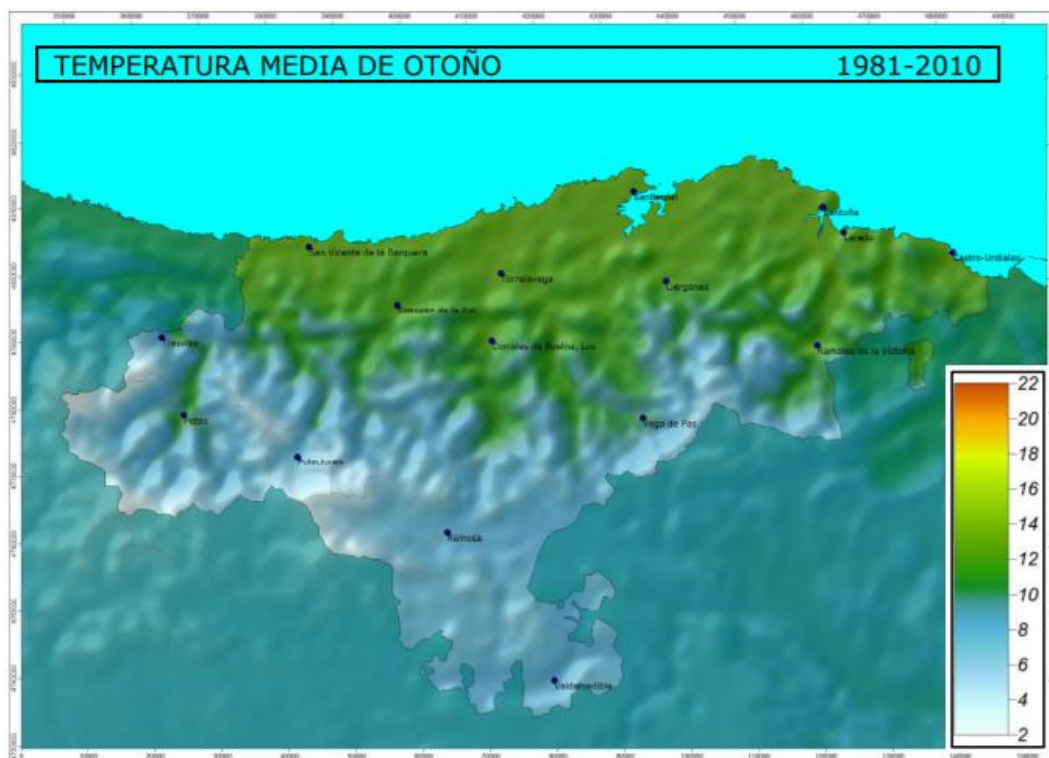 TEMPERATURA MEDIA DE OTOÑO
1981-2010
Santander
Santoña
Laredo
Castro-Urdiales
San Vicente de la Barquera
Torrelavega
Liérganes
Cabezón de la Sal
Tresviso
Corrales de Buelna, Los
Ramales de la Victoria
Potes
Vega de Pas
Polaciones
Reinosa
Valderredible
22
20
18
16
14
12
10
8
6
4
2